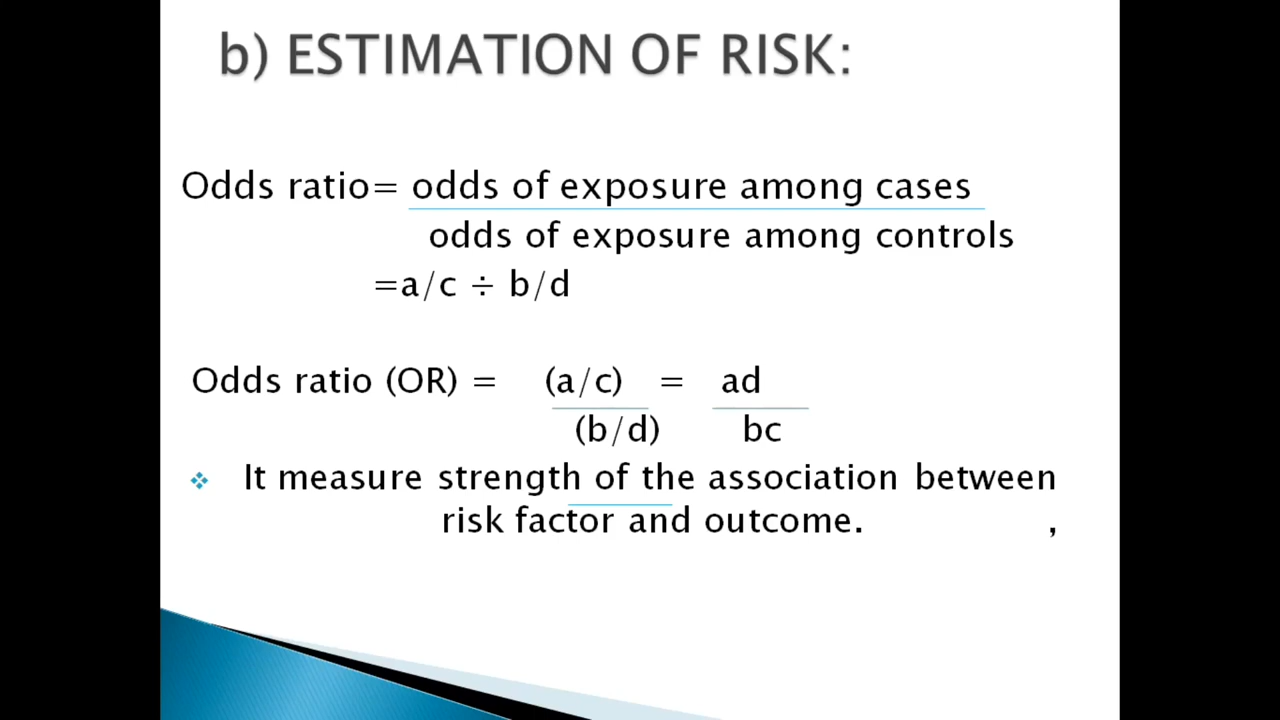 b) ESTIMATION OF RISK:
Odds ratio= odds of exposure among cases
odds of exposure among controls
=a/c ÷ b/d
Odds ratio (OR) = (a/c) = ad
(b/d) bc
❖ It measure strength of the association between
risk factor and outcome. ,